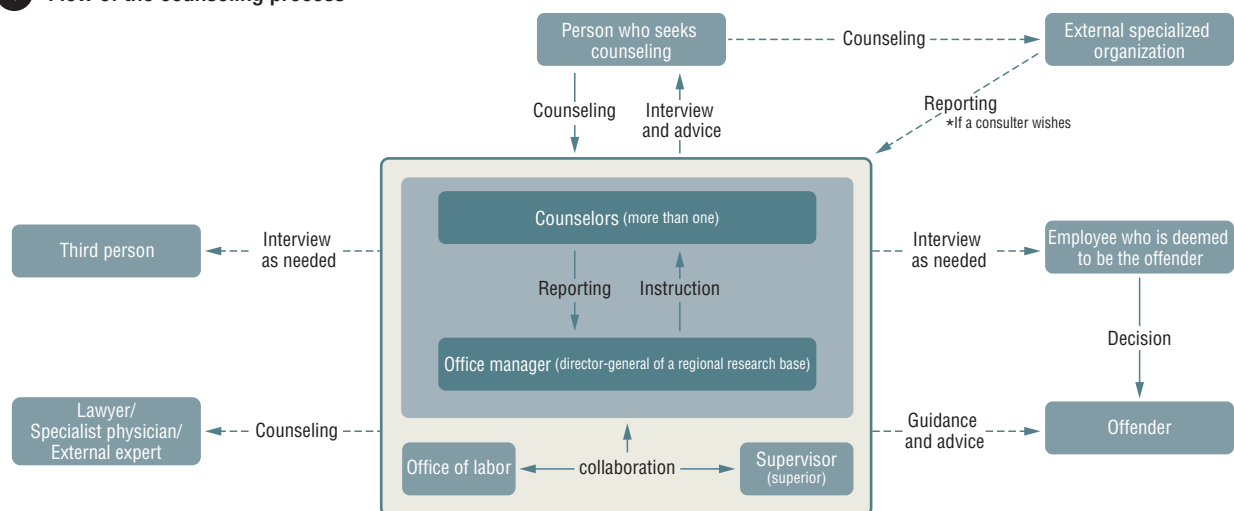 Flow of the counseling process
Person who seeks
counseling
Counseling
External specialized
organization
Counseling
Interview
and advice
Reporting
*If a consulter wishes
Counselors (more than one)
Third person
Interview
as needed
Interview
as needed
Employee who is deemed
to be the offender
Reporting
Instruction
Decision
Office manager (director-general of a regional research base)
Lawyer/
Specialist physician/
External expert
Counseling
Guidance
and advice
Offender
Office of labor
collaboration
Supervisor
(superior)